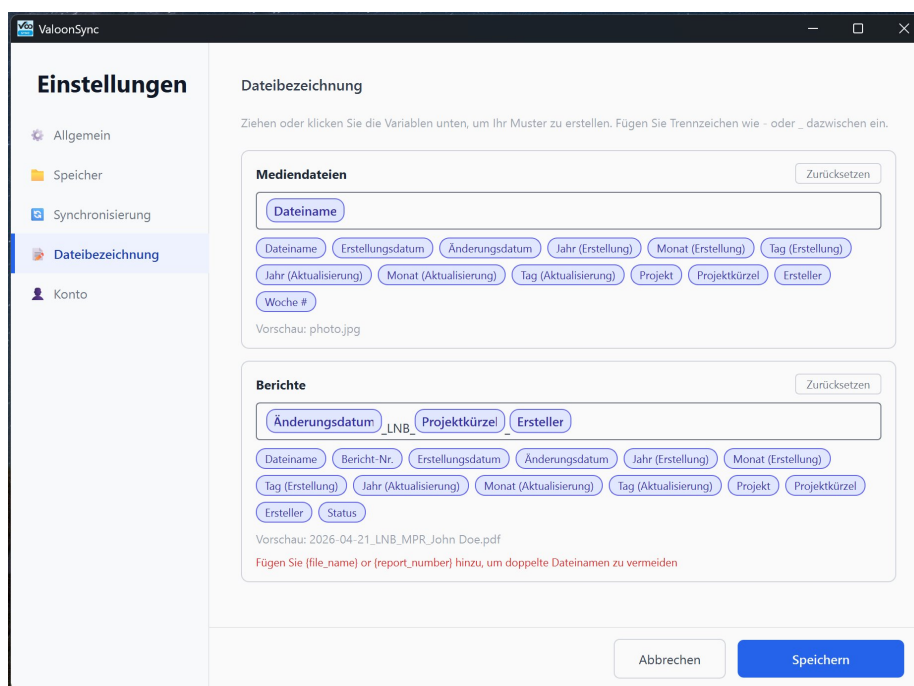 ValoonSync
Einstellungen
Allgemein
Speicher
Synchronisierung
Dateibezeichnung
Konto
Dateibezeichnung
Ziehen oder klicken Sie die Variablen unten, um Ihr Muster zu erstellen. Fügen Sie Trennzeichen wie - oder _ dazwischen ein.
Mediendateien Zurücksetzen
Dateiname
Dateiname Erstellungsdatum Änderungsdatum Jahr (Erstellung) Monat (Erstellung) Tag (Erstellung)
Jahr (Aktualisierung) Monat (Aktualisierung) Tag (Aktualisierung) Projekt Projektkürzel Ersteller
Woche #
Vorschau: photo.jpg
Berichte Zurücksetzen
Änderungsdatum _LNB_ Projektkürzel _ Ersteller
Dateiname Bericht-Nr. Erstellungsdatum Änderungsdatum Jahr (Erstellung) Monat (Erstellung)
Tag (Erstellung) Jahr (Aktualisierung) Monat (Aktualisierung) Tag (Aktualisierung) Projekt Projektkürzel
Ersteller Status
Vorschau: 2026-04-21_LNB_MPR_John Doe.pdf
Fügen Sie {file_name} or {report_number} hinzu, um doppelte Dateinamen zu vermeiden
Abbrechen Speichern